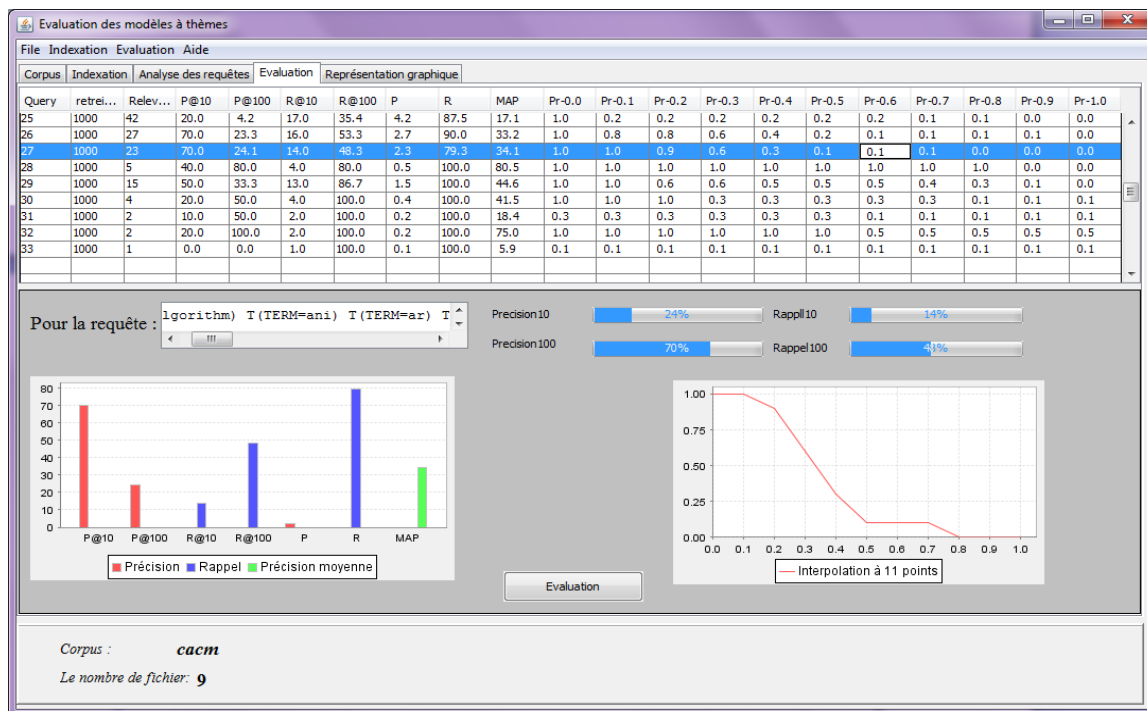 Evaluation des modèles à thèmes
File Indexation Evaluation Aide
Corpus Indexation Analyse des requêtes Evaluation Représentation graphique
Query retrei... Relev... P@10 P@100 R@10 R@100 P R MAP Pr-0.0 Pr-0.1 Pr-0.2 Pr-0.3 Pr-0.4 Pr-0.5 Pr-0.6 Pr-0.7 Pr-0.8 Pr-0.9 Pr-1.0
25 1000 42 20.0 4.2 17.0 35.4 4.2 87.5 17.1 1.0 0.2 0.2 0.2 0.2 0.2 0.2 0.1 0.1 0.0 0.0
26 1000 27 70.0 23.3 16.0 53.3 2.7 90.0 33.2 1.0 0.8 0.8 0.6 0.4 0.2 0.1 0.1 0.1 0.1 0.0
27 1000 23 70.0 24.1 14.0 48.3 2.3 79.3 34.1 1.0 1.0 0.9 0.6 0.3 0.1 0.1 0.1 0.0 0.0 0.0
28 1000 5 40.0 80.0 4.0 80.0 0.5 100.0 80.5 1.0 1.0 1.0 1.0 1.0 1.0 1.0 1.0 1.0 0.0 0.0
29 1000 15 50.0 33.3 13.0 86.7 1.5 100.0 44.6 1.0 1.0 0.6 0.6 0.5 0.5 0.5 0.4 0.3 0.1 0.0
30 1000 4 20.0 50.0 4.0 100.0 0.4 100.0 41.5 1.0 1.0 1.0 0.3 0.3 0.3 0.3 0.3 0.1 0.1 0.1
31 1000 2 10.0 50.0 2.0 100.0 0.2 100.0 18.4 0.3 0.3 0.3 0.3 0.3 0.3 0.1 0.1 0.1 0.1 0.1
32 1000 2 20.0 100.0 2.0 100.0 0.2 100.0 75.0 1.0 1.0 1.0 1.0 1.0 1.0 0.5 0.5 0.5 0.5 0.5
33 1000 1 0.0 0.0 1.0 100.0 0.1 100.0 5.9 0.1 0.1 0.1 0.1 0.1 0.1 0.1 0.1 0.1 0.1 0.1
Pour la requête : lgorithm) T(TERM=ani) T(TERM=ar) T
Precision10 24% Rappll10 14%
Precision100 70% Rappel100 48%
80
70
60
50
40
30
20
10
0
P@10 P@100 R@10 R@100 P R MAP
Précision Rappel Précision moyenne
1.00
0.75
0.50
0.25
0.00
0.0 0.1 0.2 0.3 0.4 0.5 0.6 0.7 0.8 0.9 1.0
Interpolation à 11 points
Evaluation
Corpus : cacm
Le nombre de fichier: 9